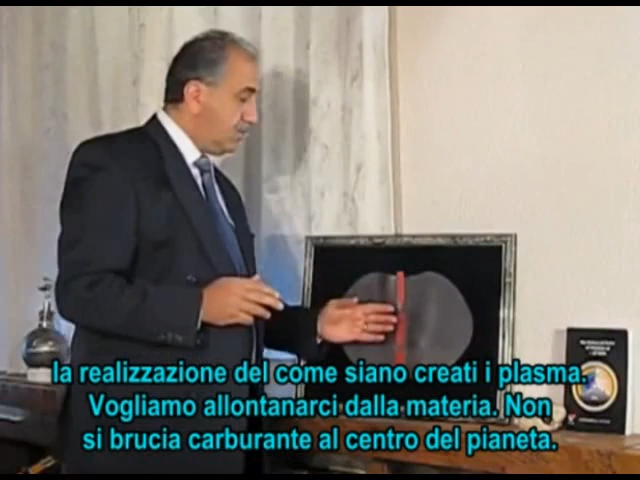 la realizzazione del come siano creati i plasma.
Vogliamo allontanarci dalla materia. Non
si brucia carburante al centro del pianeta.